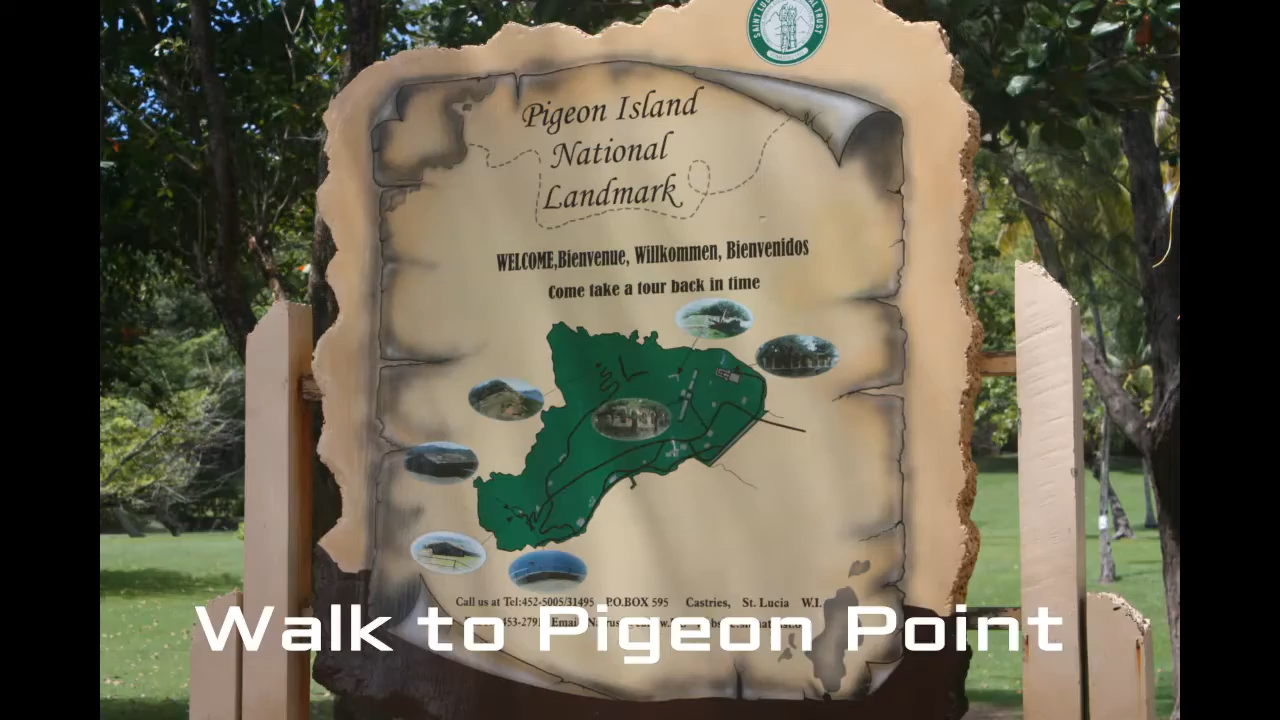 Pigeon Island
National
Landmark
WELCOME,Bienvenue, Willkommen, Bienvenidos
Come take a tour back in time
Call us at Tel:452-5005/31495 P.O.BOX 595 Castries, St. Lucia W.I.
Walk to Pigeon Point